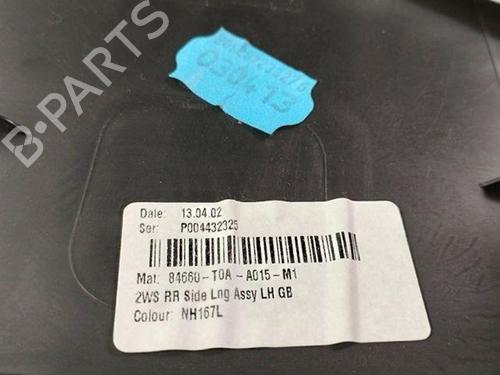 B-PARTS
030413
Date: 13.04.02
Ser: P004432325
Mat: 84660-T0A-A015-M1
2WS RR Side Lng Assy LH GB
Colour: NH167L